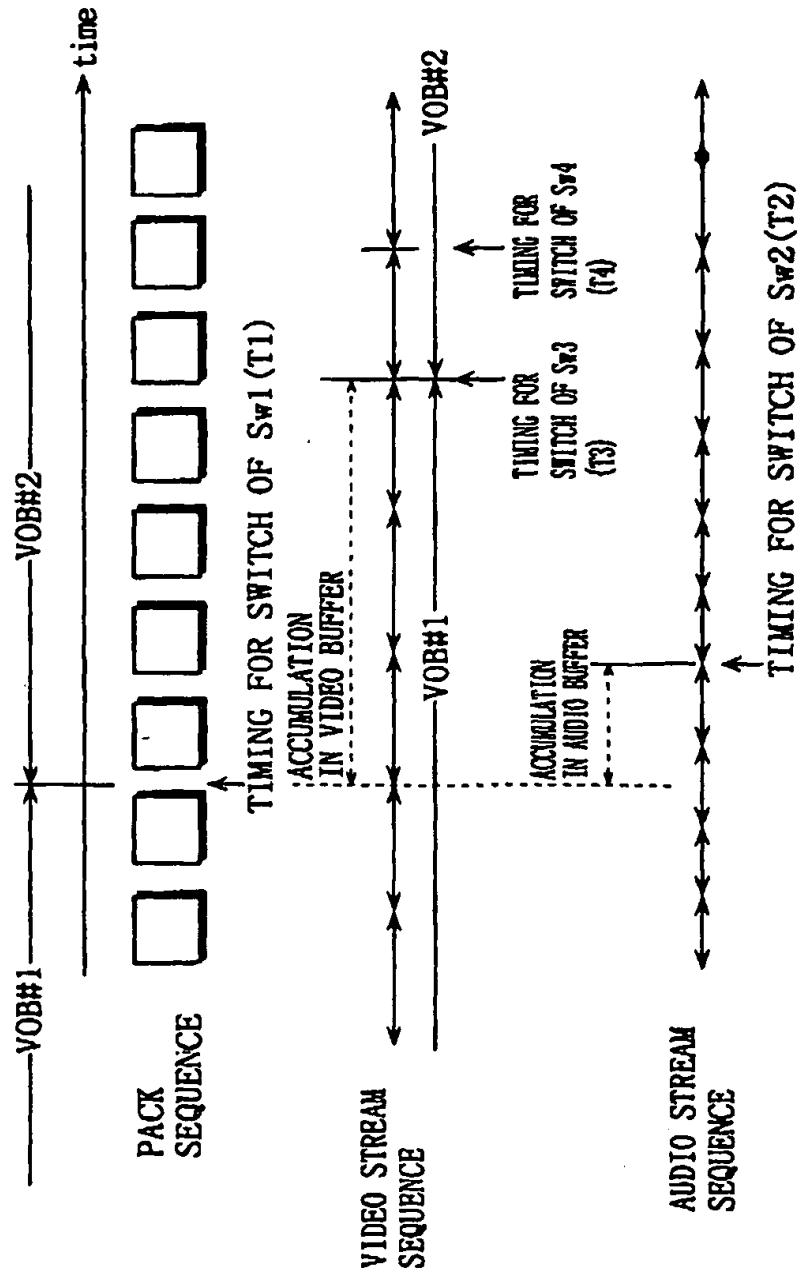 VOB#1
VOB#2
time
PACK
SEQUENCE
TIMING FOR SWITCH OF Sw1(T1)
ACCUMULATION
IN VIDEO BUFFER
VIDEO STREAM
SEQUENCE
VOB#1
VOB#2
TIMING FOR
SWITCH OF Sw3
(T3)
TIMING FOR
SWITCH OF Sw4
(T4)
ACCUMULATION
IN AUDIO BUFFER
AUDIO STREAM
SEQUENCE
TIMING FOR SWITCH OF Sw2(T2)